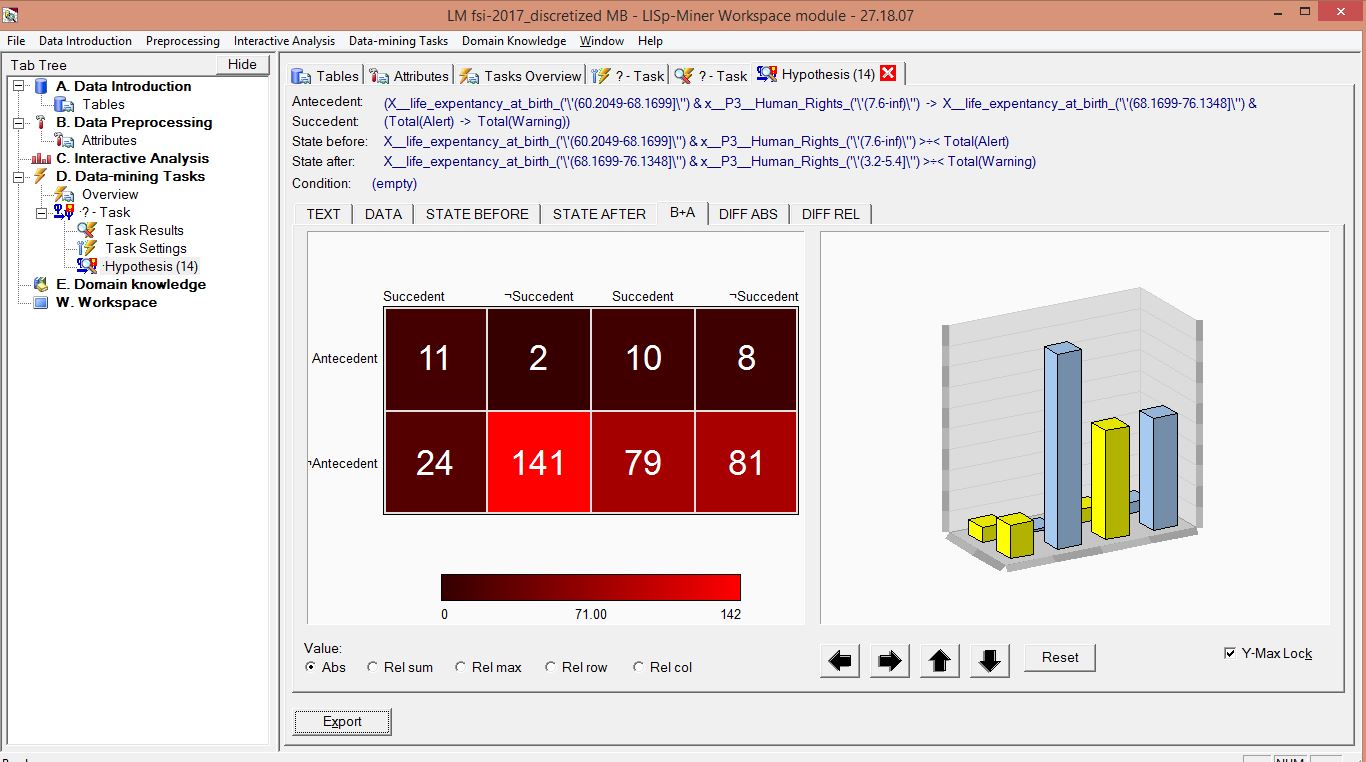 LM fsi-2017_discretized MB - LISp-Miner Workspace module - 27.18.07
File Data Introduction Preprocessing Interactive Analysis Data-mining Tasks Domain Knowledge Window Help
Tab Tree
Hide
A. Data Introduction
Tables
B. Data Preprocessing
Attributes
C. Interactive Analysis
D. Data-mining Tasks
Overview
? - Task
Task Results
Task Settings
Hypothesis (14)
E. Domain knowledge
W. Workspace
Tables Attributes Tasks Overview ? - Task ? - Task Hypothesis (14)
Antecedent: (X__life_expentancy_at_birth_("\'(60.2049-68.1699]\'") & x__P3__Human_Rights_("\'(7.6-inf)\'") -> X__life_expentancy_at_birth_("\'(68.1699-76.1348]\'") &
Succedent: (Total(Alert) -> Total(Warning))
State before: X__life_expentancy_at_birth_("\'(60.2049-68.1699]\'") & x__P3__Human_Rights_("\'(7.6-inf)\'") >÷< Total(Alert)
State after: X__life_expentancy_at_birth_("\'(68.1699-76.1348]\'") & x__P3__Human_Rights_("\'(3.2-5.4]\'") >÷< Total(Warning)
Condition: (empty)
TEXT DATA STATE BEFORE STATE AFTER B+A DIFF ABS DIFF REL
Succedent ¬Succedent Succedent ¬Succedent
Antecedent 11 2 10 8
¬Antecedent 24 141 79 81
0 71.00 142
Value:
Abs Rel sum Rel max Rel row Rel col
Reset
Y-Max Lock
Export